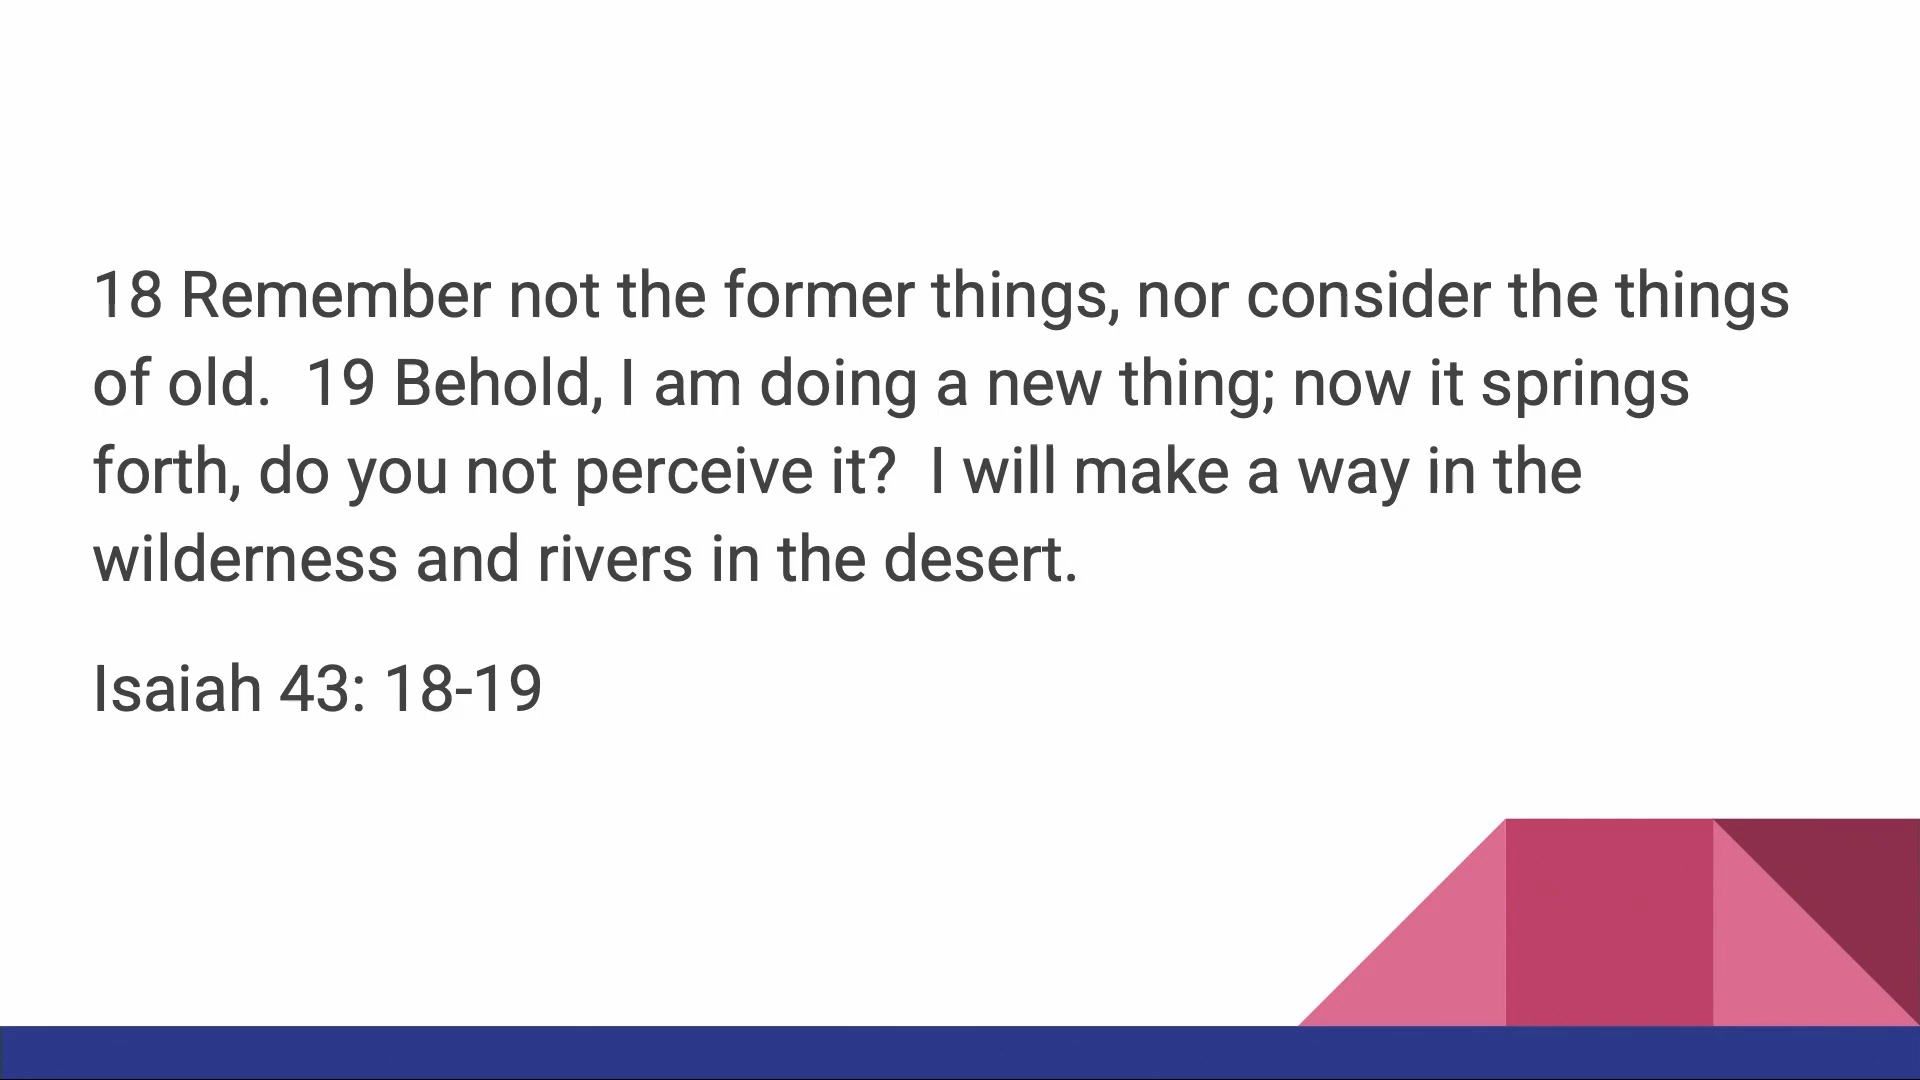 18 Remember not the former things, nor consider the things
of old.  19 Behold, I am doing a new thing; now it springs
forth, do you not perceive it?  I will make a way in the
wilderness and rivers in the desert.
Isaiah 43: 18-19